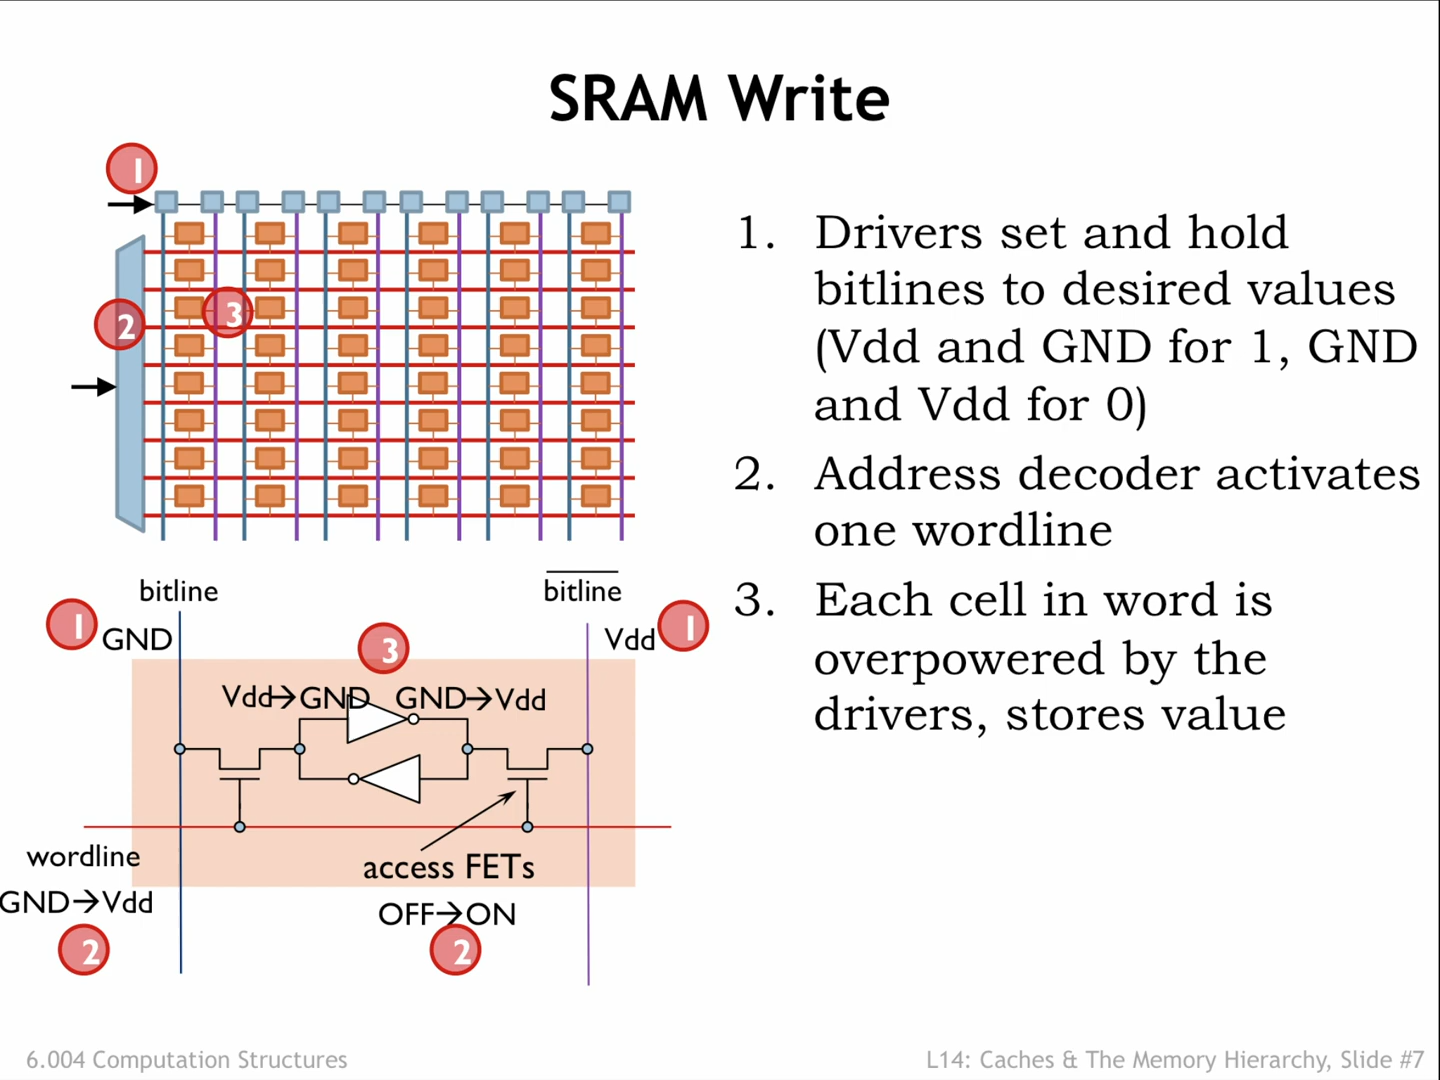 SRAM Write
1
2
3
1. Drivers set and hold
bitlines to desired values
(Vdd and GND for 1, GND
and Vdd for 0)
2. Address decoder activates
one wordline
3. Each cell in word is
overpowered by the
drivers, stores value
bitline
bitline
1
GND
3
Vdd
1
Vdd→GND
GND→Vdd
wordline
GND→Vdd
2
access FETs
OFF→ON
2
6.004 Computation Structures
L14: Caches & The Memory Hierarchy, Slide #7